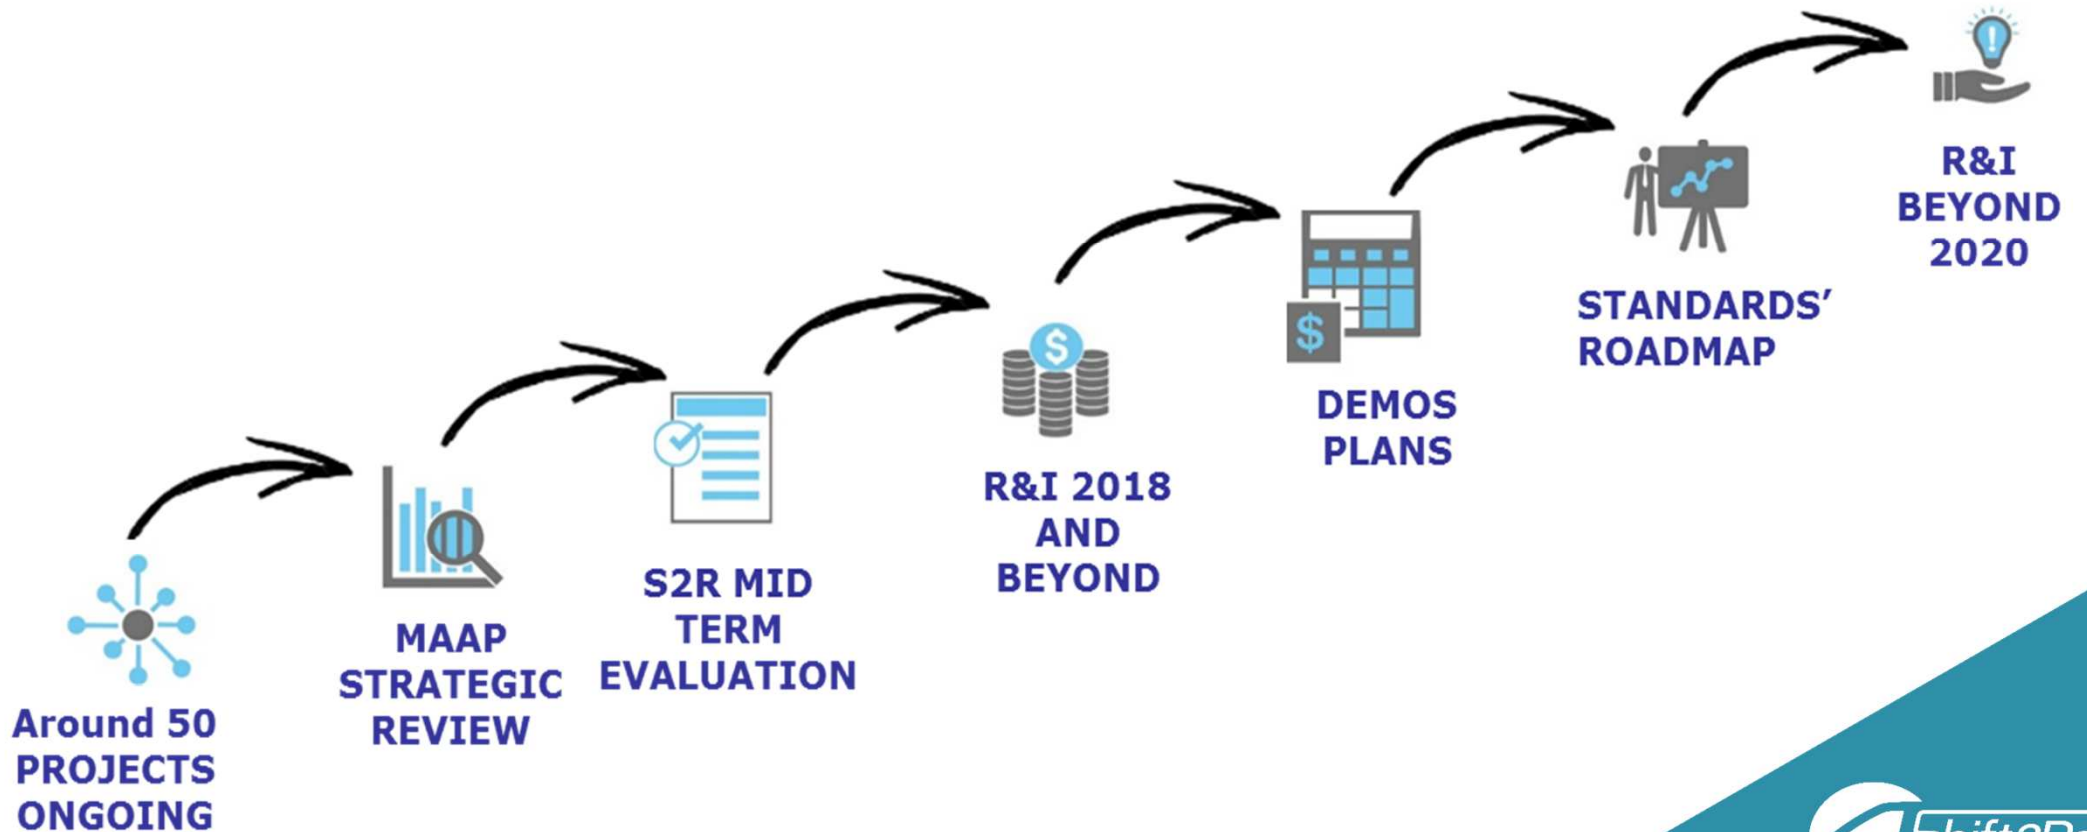 Around 50
PROJECTS
ONGOING
MAAP
STRATEGIC
REVIEW
S2R MID
TERM
EVALUATION
$
R&I 2018
AND
BEYOND
$
DEMOS
PLANS
STANDARDS’
ROADMAP
!
R&I
BEYOND
2020